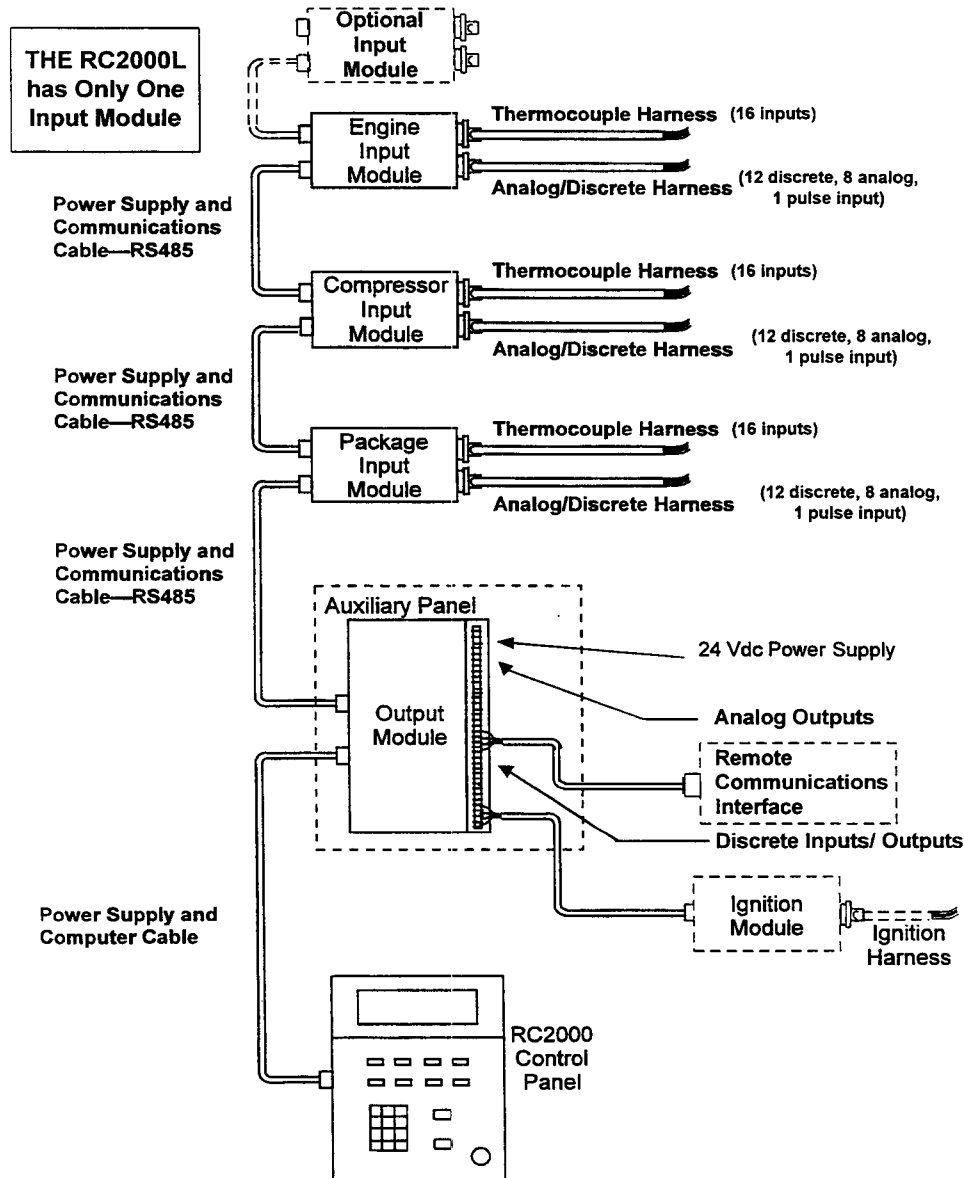 THE RC2000L
has Only One
Input Module
Optional
Input
Module
Engine
Input
Module
Thermocouple Harness (16 inputs)
Analog/Discrete Harness (12 discrete, 8 analog,
1 pulse input)
Power Supply and
Communications
Cable—RS485
Compressor
Input
Module
Thermocouple Harness (16 inputs)
Analog/Discrete Harness (12 discrete, 8 analog,
1 pulse input)
Power Supply and
Communications
Cable—RS485
Package
Input
Module
Thermocouple Harness (16 inputs)
Analog/Discrete Harness (12 discrete, 8 analog,
1 pulse input)
Power Supply and
Communications
Cable—RS485
Auxiliary Panel
Output
Module
24 Vdc Power Supply
Analog Outputs
Remote
Communications
Interface
Discrete Inputs/ Outputs
Ignition
Module
Ignition
Harness
Power Supply and
Computer Cable
RC2000
Control
Panel